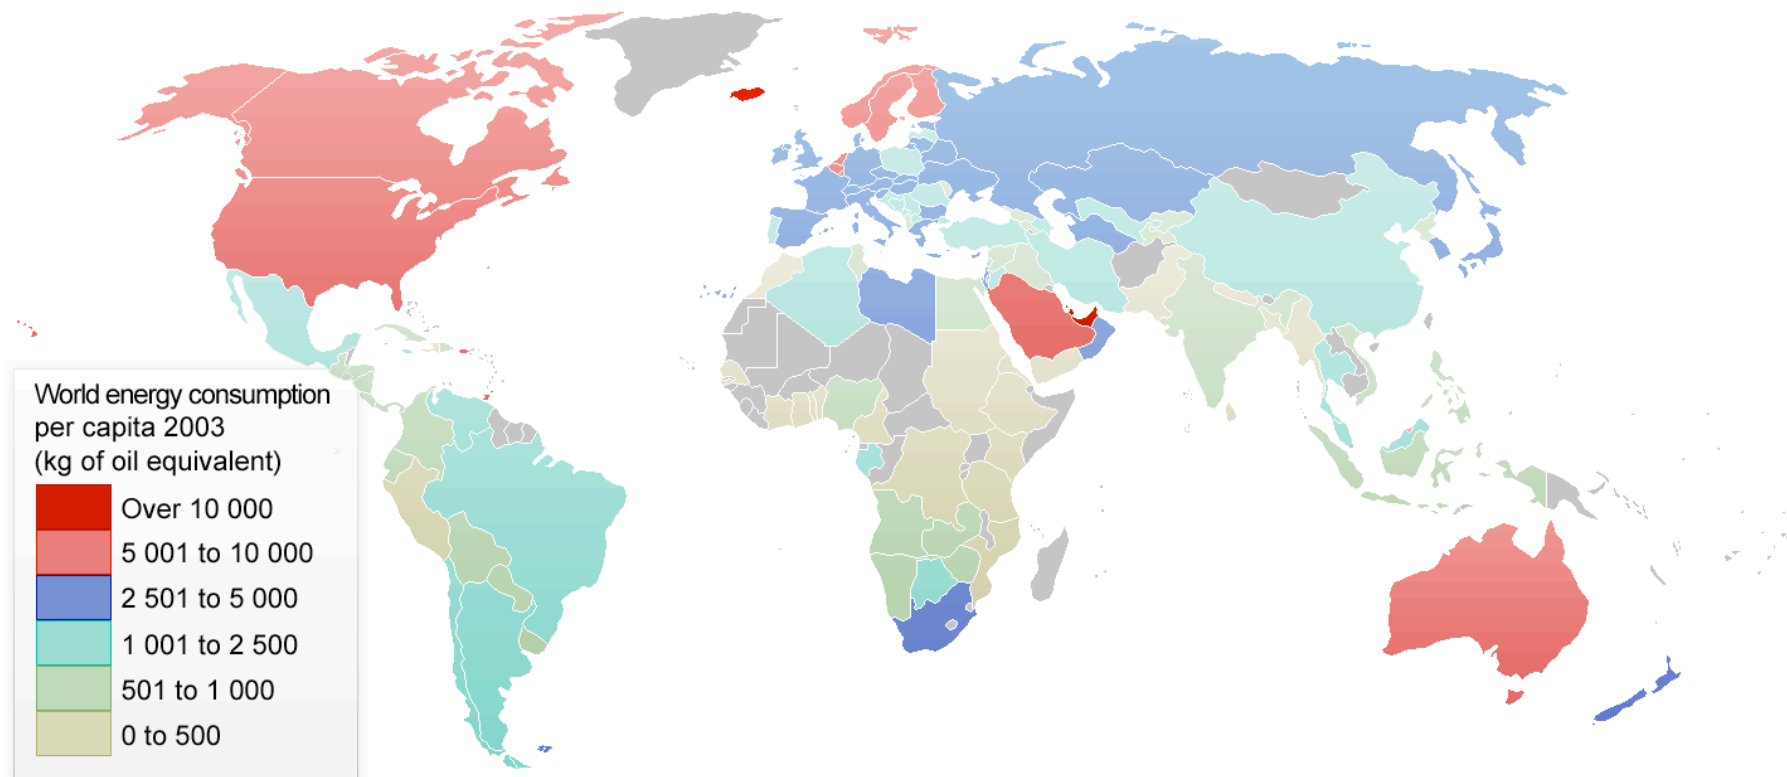 World energy consumption
per capita 2003
(kg of oil equivalent)
Over 10 000
5 001 to 10 000
2 501 to 5 000
1 001 to 2 500
501 to 1 000
0 to 500